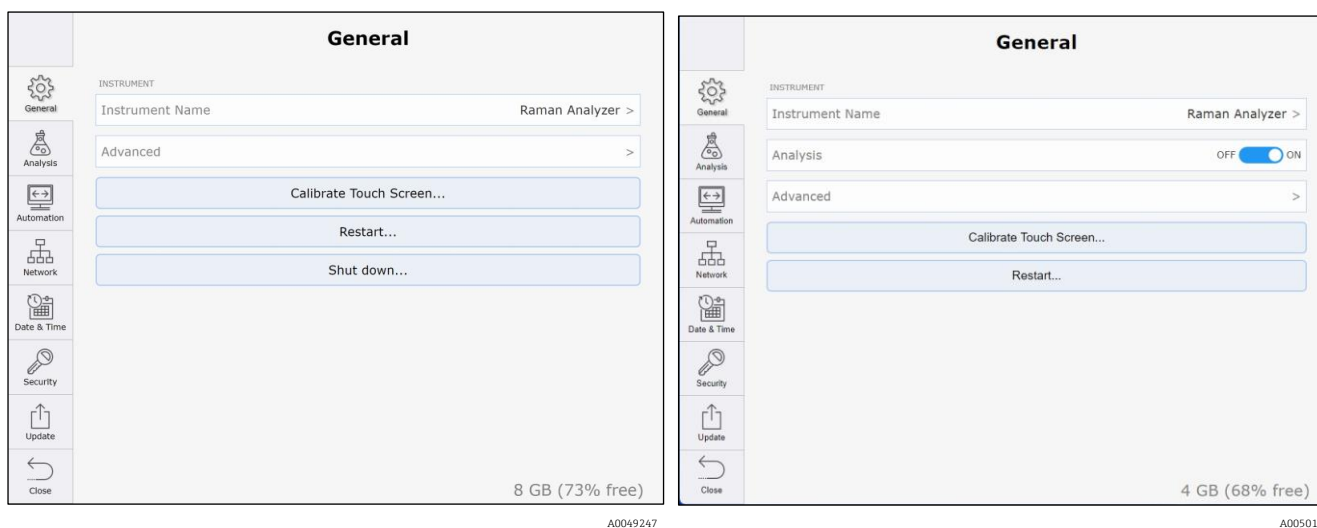 General
INSTRUMENT
General
Instrument Name Raman Analyzer >
Analysis
Advanced >
Calibrate Touch Screen...
Automation
Restart...
Network
Shut down...
Date & Time
Security
Update
Close
8 GB (73% free)
A0049247
General
INSTRUMENT
General
Instrument Name Raman Analyzer >
Analysis
Analysis OFF ON
Advanced >
Automation
Calibrate Touch Screen...
Network
Restart...
Date & Time
Security
Update
Close
4 GB (68% free)
A00501